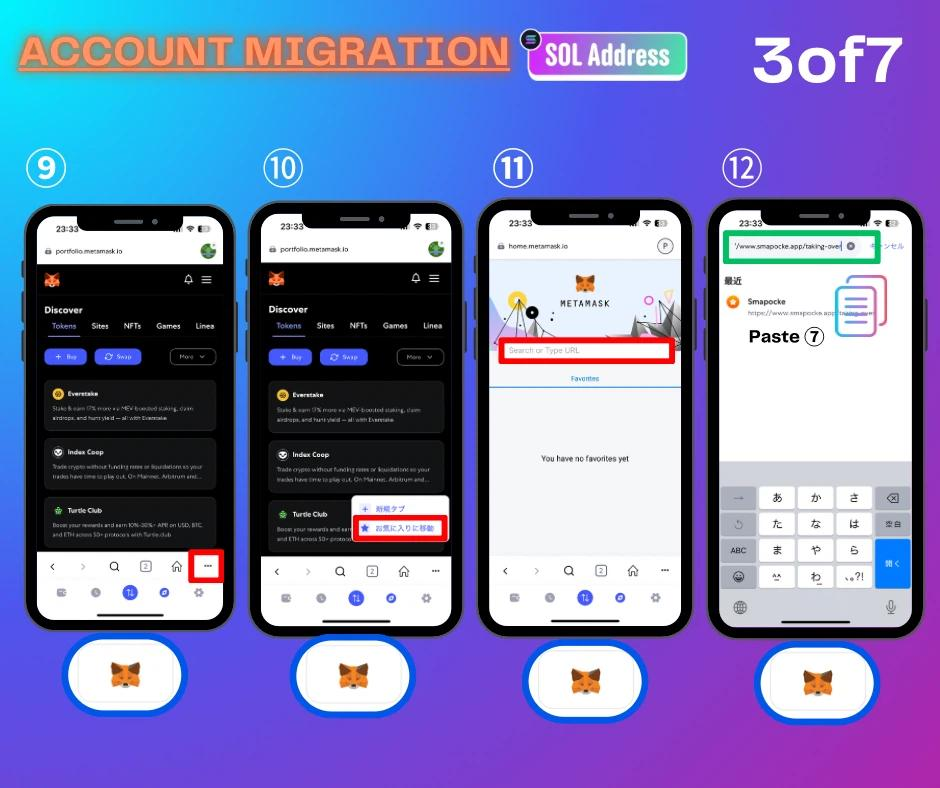 ACCOUNT MIGRATION
SOL Address
3of7
⑨
23:33
portfolio.metamask.io
Discover
Tokens Sites NFTs Games Linea
+ Buy
Swap
More
Everstake
Stake & earn 17% more via MEV-boosted staking, claim
airdrops, and hunt yield — all with Everstake.
Index Coop
Trade crypto without funding rates or liquidations so your
trades have time to play out. On Mainnet, Arbitrum and...
Turtle Club
Boost your rewards and earn 10%-30%+ APR! on USD, BTC,
and ETH across 50+ protocols with Turtle.club
2
⑩
23:33
portfolio.metamask.io
Discover
Tokens Sites NFTs Games Linea
+ Buy
Swap
More
Everstake
Stake & earn 17% more via MEV-boosted staking, claim
airdrops, and hunt yield — all with Everstake.
Index Coop
Trade crypto without funding rates or liquidations so your
trades have time to play out. On Mainnet, Arbitrum and...
Turtle Club
Boost your rewards and earn
and ETH across 50+ protocols
+ 新規タブ
お気に入りに移動
2
⑪
23:33
home.metamask.io
P
METAMASK
Search or Type URL
Favorites
You have no favorites yet
2
⑫
23:33
'/www.smapocke.app/taking-over
キャンセル
最近
Smapocke
https://www.smapocke.app/taking-over
Paste ⑦
→ あ か さ
た な は 空白
ABC ま や ら
^^ わ 、。?!
開く